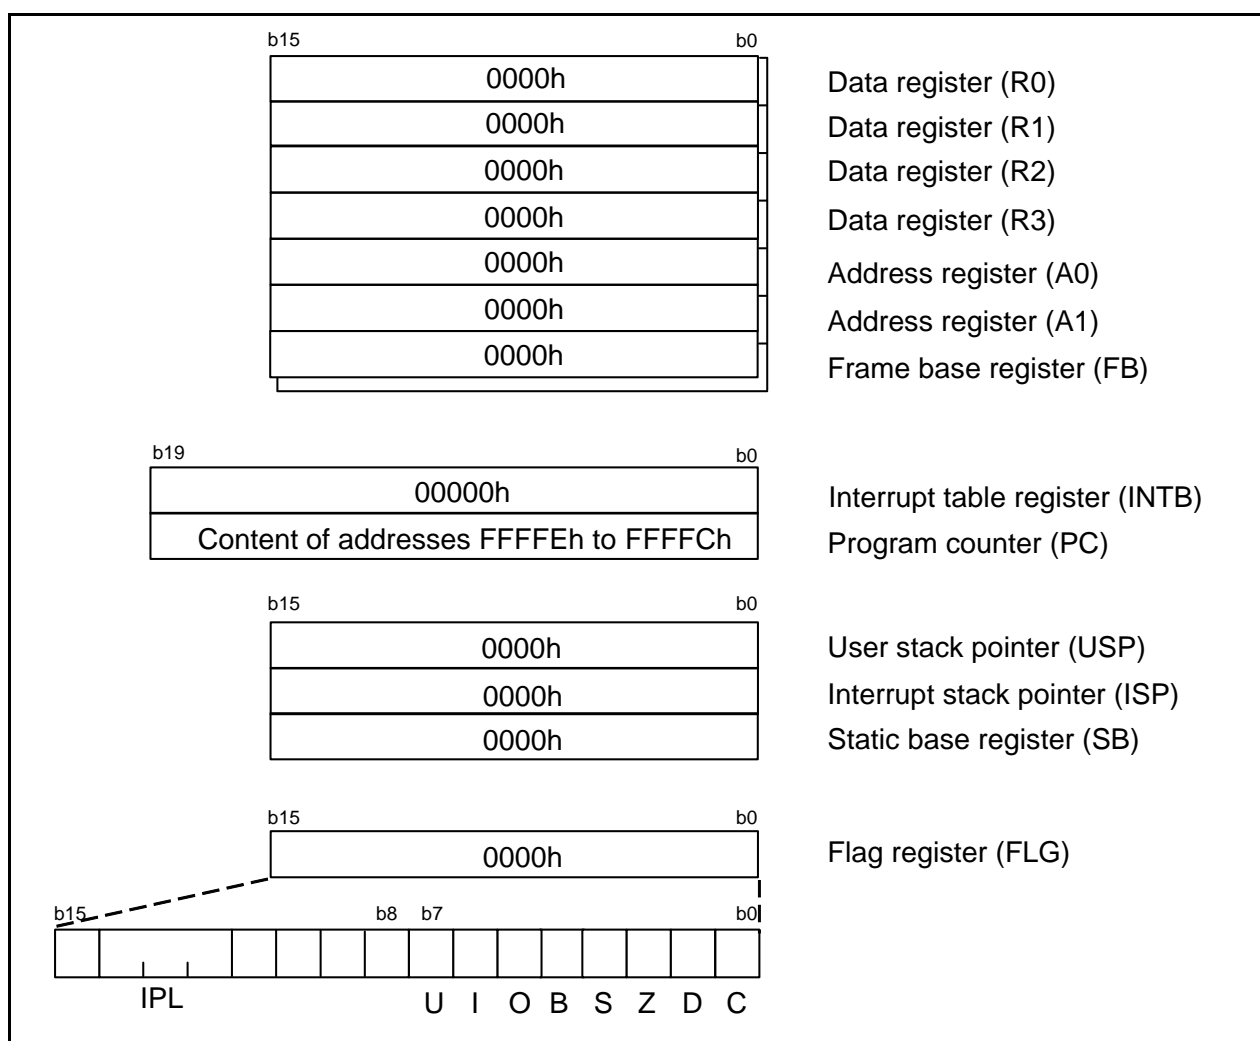 b15 b0
0000h Data register (R0)
0000h Data register (R1)
0000h Data register (R2)
0000h Data register (R3)
0000h Address register (A0)
0000h Address register (A1)
0000h Frame base register (FB)
b19 b0
00000h Interrupt table register (INTB)
Content of addresses FFFFEh to FFFFCh Program counter (PC)
b15 b0
0000h User stack pointer (USP)
0000h Interrupt stack pointer (ISP)
0000h Static base register (SB)
b15 b0
0000h Flag register (FLG)
b15 b8 b7 b0
IPL U I O B S Z D C